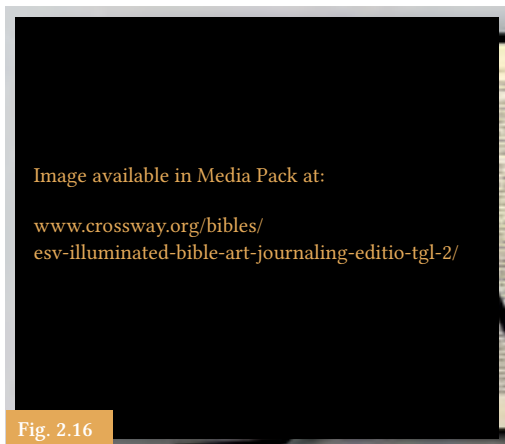 Image available in Media Pack at:
www.crossway.org/bibles/
esv-illuminated-bible-art-journaling-editio-tgl-2/
Fig. 2.16